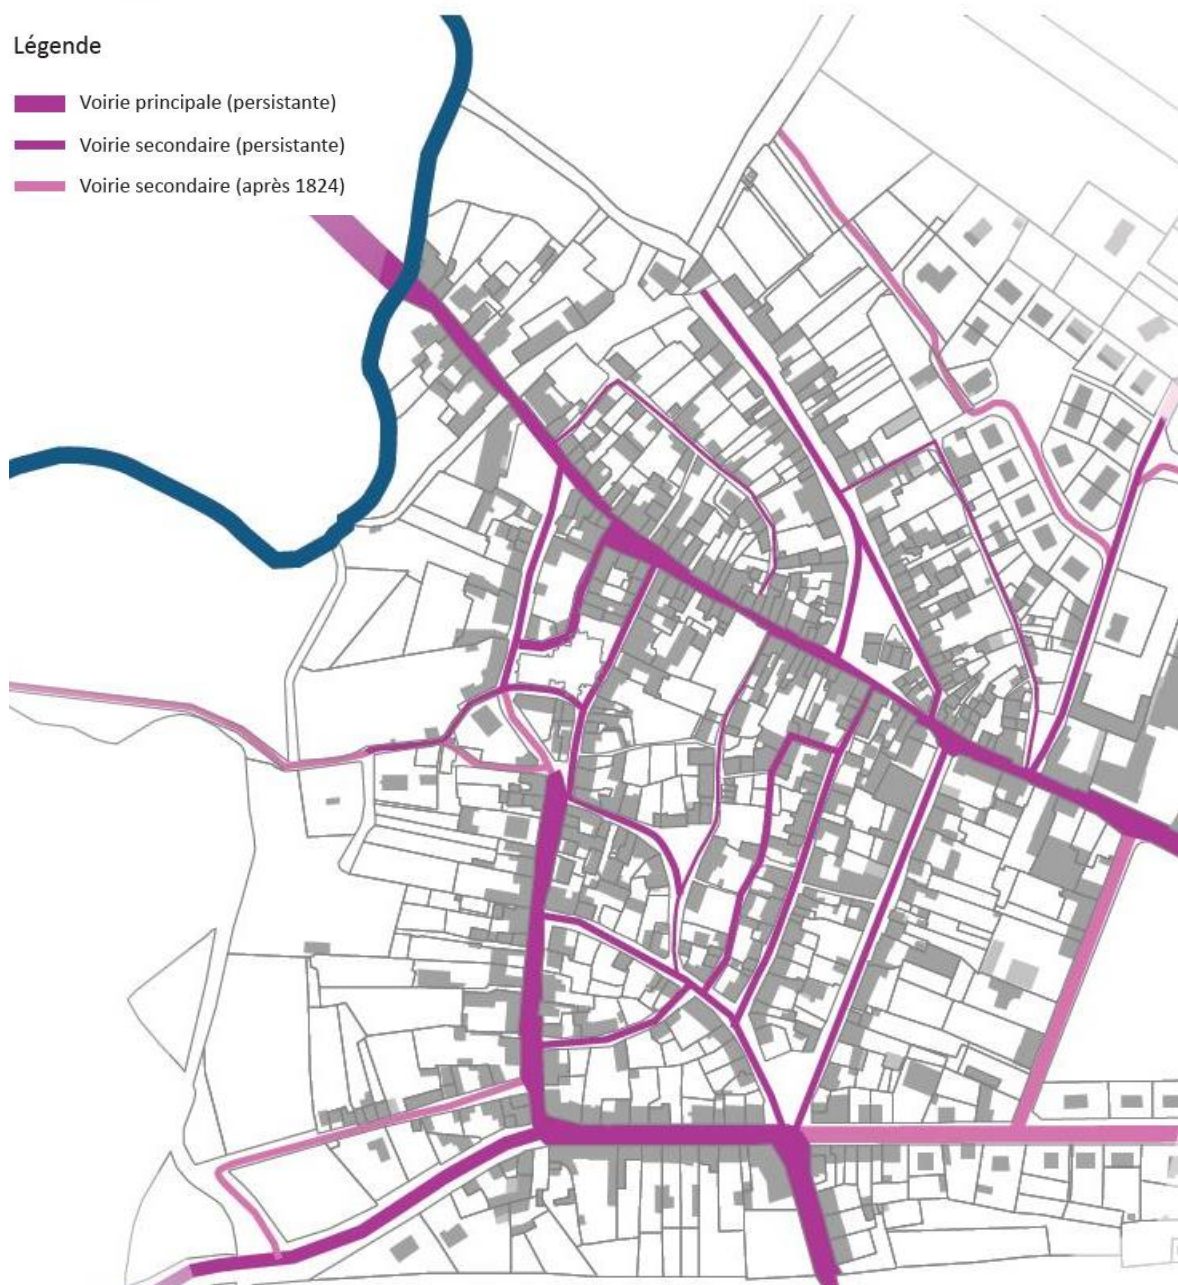 Légende
Voirie principale (persistante)
Voirie secondaire (persistante)
Voirie secondaire (après 1824)